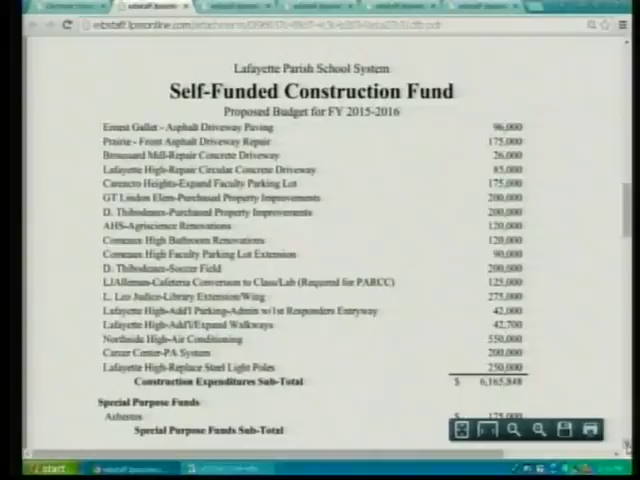 Lafayette Parish School System
Self-Funded Construction Fund
Proposed Budget for FY 2015-2016
Ernest Gallet - Asphalt Driveway Paving 96,000
Prairie - Front Asphalt Driveway Repair 175,000
Broussard Mill-Repair Concrete Driveway 26,000
Lafayette High-Repair Circular Concrete Driveway 85,000
Carencro Heights-Expand Faculty Parking Lot 175,000
GT Lindon Elem-Purchased Property Improvements 200,000
D. Thibodeaux-Purchased Property Improvements 200,000
AHS-Agriscience Renovations 120,000
Comeaux High Bathroom Renovations 120,000
Comeaux High Faculty Parking Lot Extension 90,000
D. Thibodeaux-Soccer Field 200,000
LJAlleman-Cafeteria Conversion to Class/Lab (Required for PARCC) 125,000
L. Leo Judice-Library Extension/Wing 275,000
Lafayette High-Add'l Parking-Admin w/1st Responders Entryway 42,000
Lafayette High-Add'l/Expand Walkways 42,700
Northside High-Air Conditioning 550,000
Career Center-PA System 200,000
Lafayette High-Replace Steel Light Poles 250,000
Construction Expenditures Sub-Total $ 6,165,848
Special Purpose Funds
Asbestos $ 175,000
Special Purpose Funds Sub-Total
start